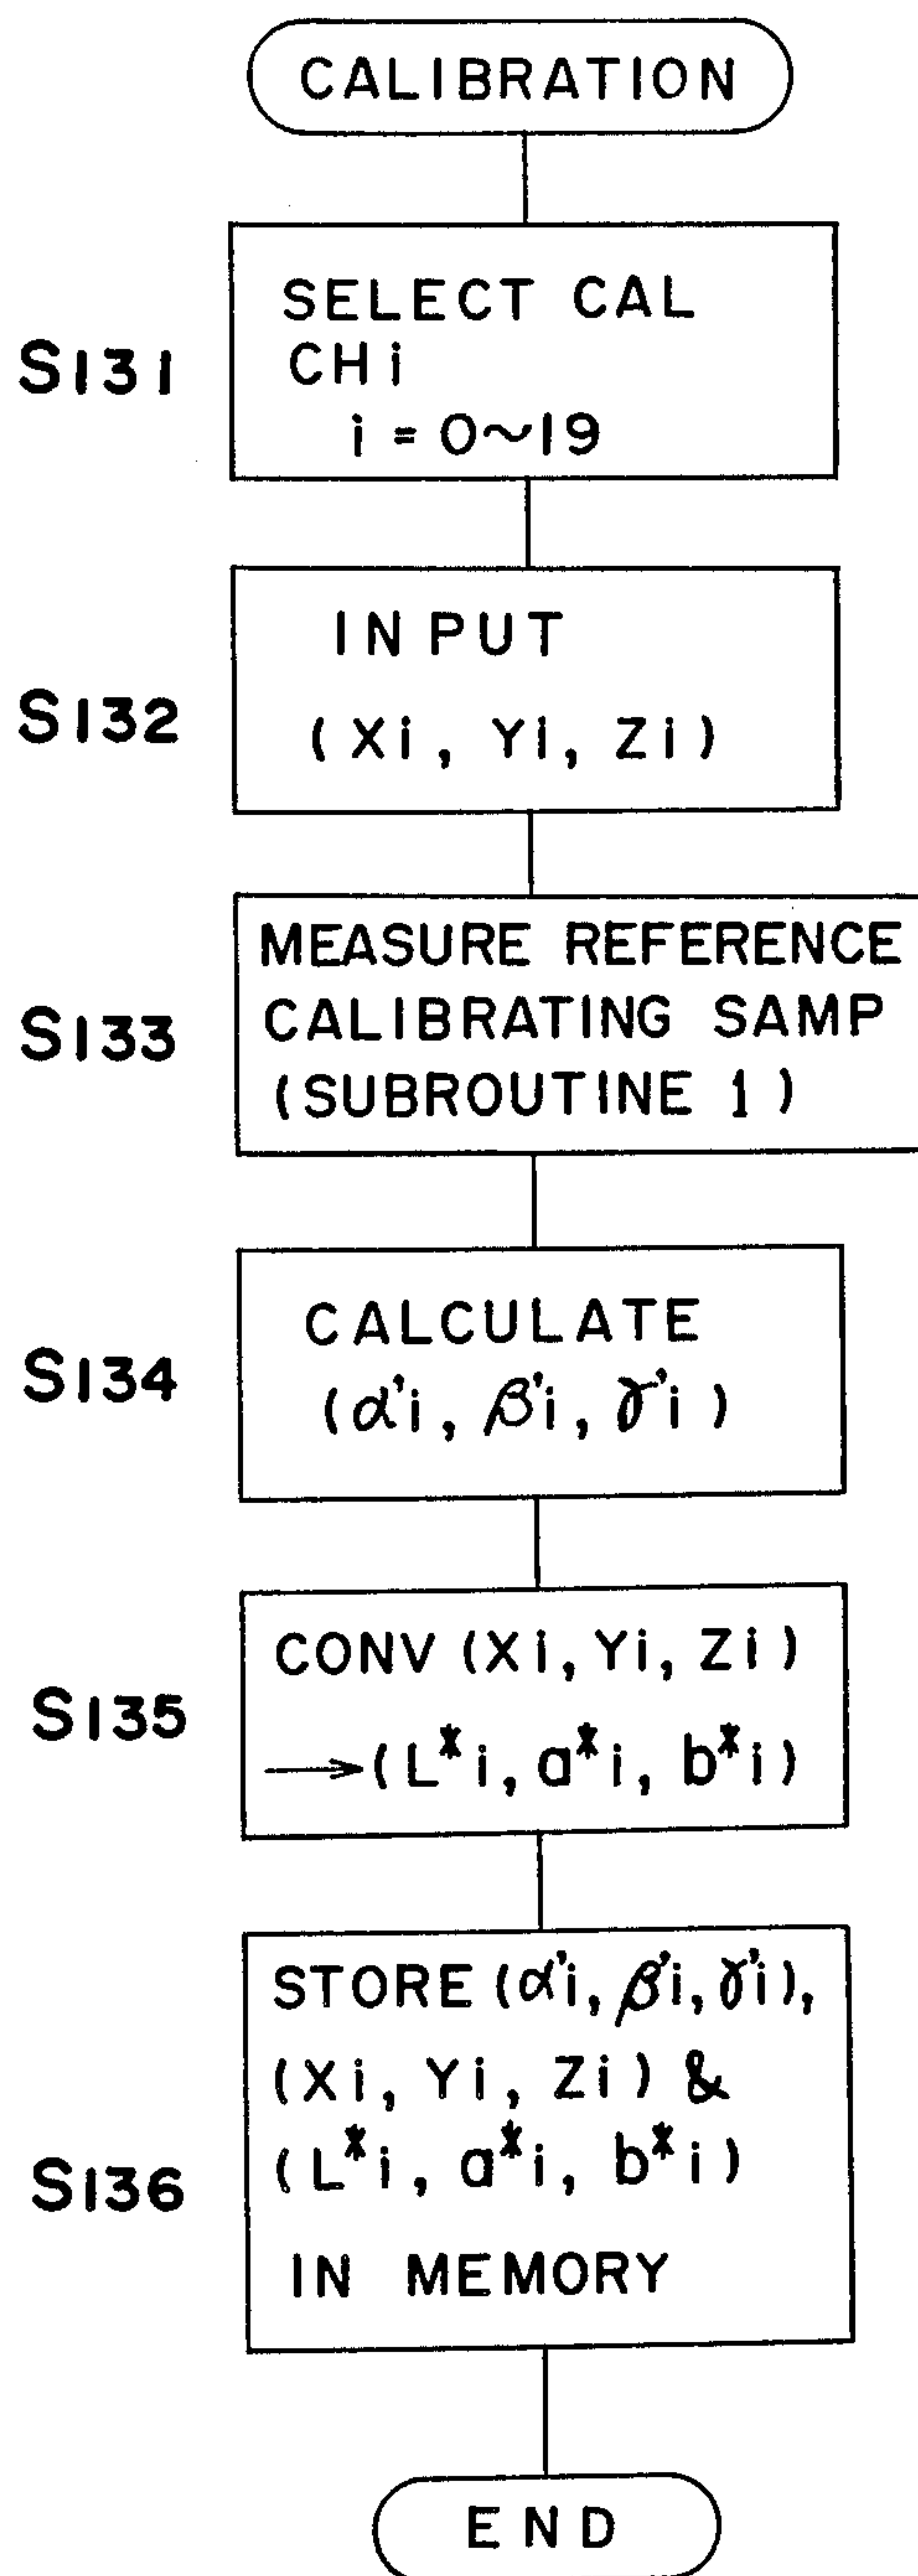 CALIBRATION
S131
SELECT CAL
CHi
i = 0~19
S132
INPUT
(Xi, Yi, Zi)
S133
MEASURE REFERENCE
CALIBRATING SAMP
(SUBROUTINE 1)
S134
CALCULATE
(α'i, β'i, γ'i)
S135
CONV (Xi, Yi, Zi)
→(L*i, a*i, b*i)
S136
STORE (α'i, β'i, γ'i),
(Xi, Yi, Zi) &
(L*i, a*i, b*i)
IN MEMORY
END